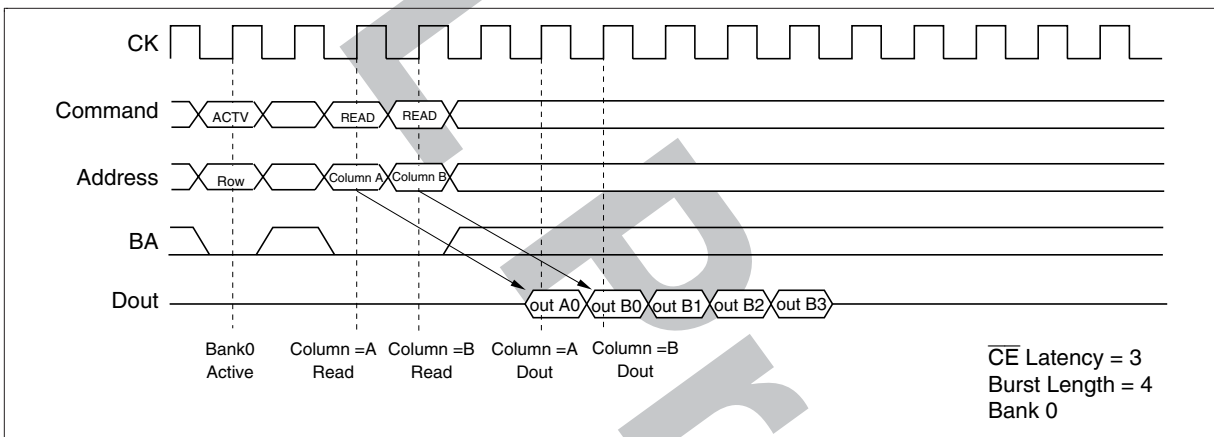 CK
Command ACTV READ READ
Address Row Column A Column B
BA
Dout out A0 out B0 out B1 out B2 out B3
Bank0 Active
Column =A Read
Column =B Read
Column =A Dout
Column =B Dout
CE Latency = 3
Burst Length = 4
Bank 0